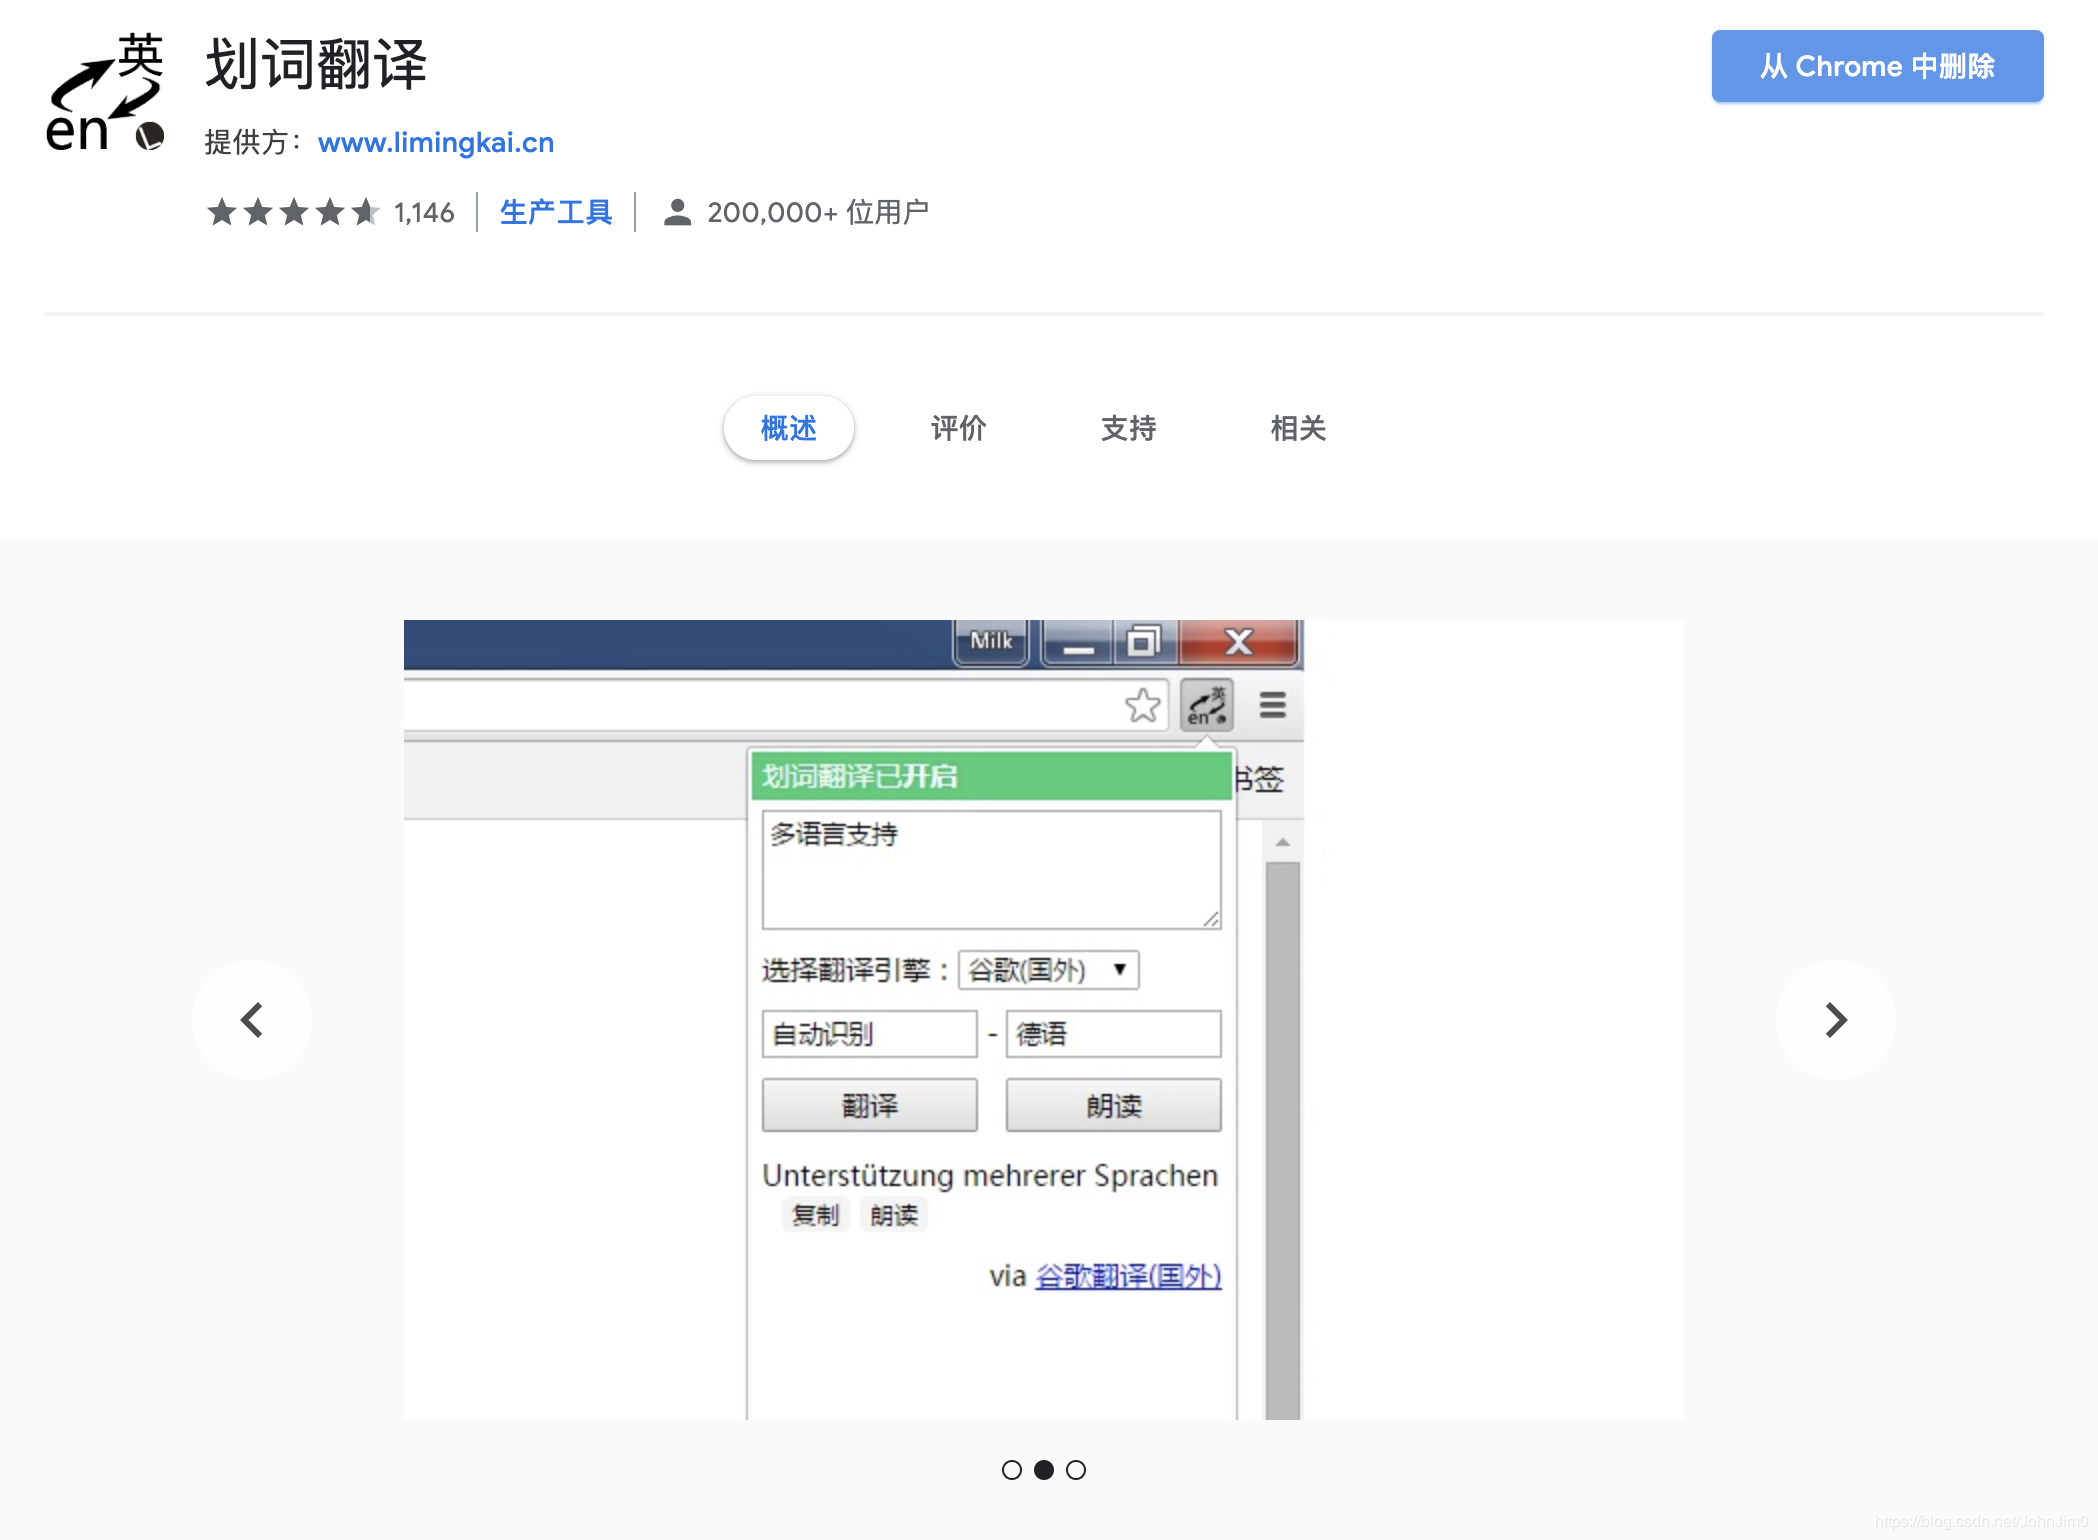 英
en
划词翻译
从 Chrome 中删除
提供方： www.limingkai.cn
1,146
生产工具
200,000+ 位用户
概述
评价
支持
相关
Milk
英
en
划词翻译已开启
书签
多语言支持
选择翻译引擎：谷歌(国外)
自动识别 - 德语
翻译
朗读
Unterstützung mehrerer Sprachen
复制 朗读
via 谷歌翻译(国外)
https://blog.csdn.net/JohnJim0